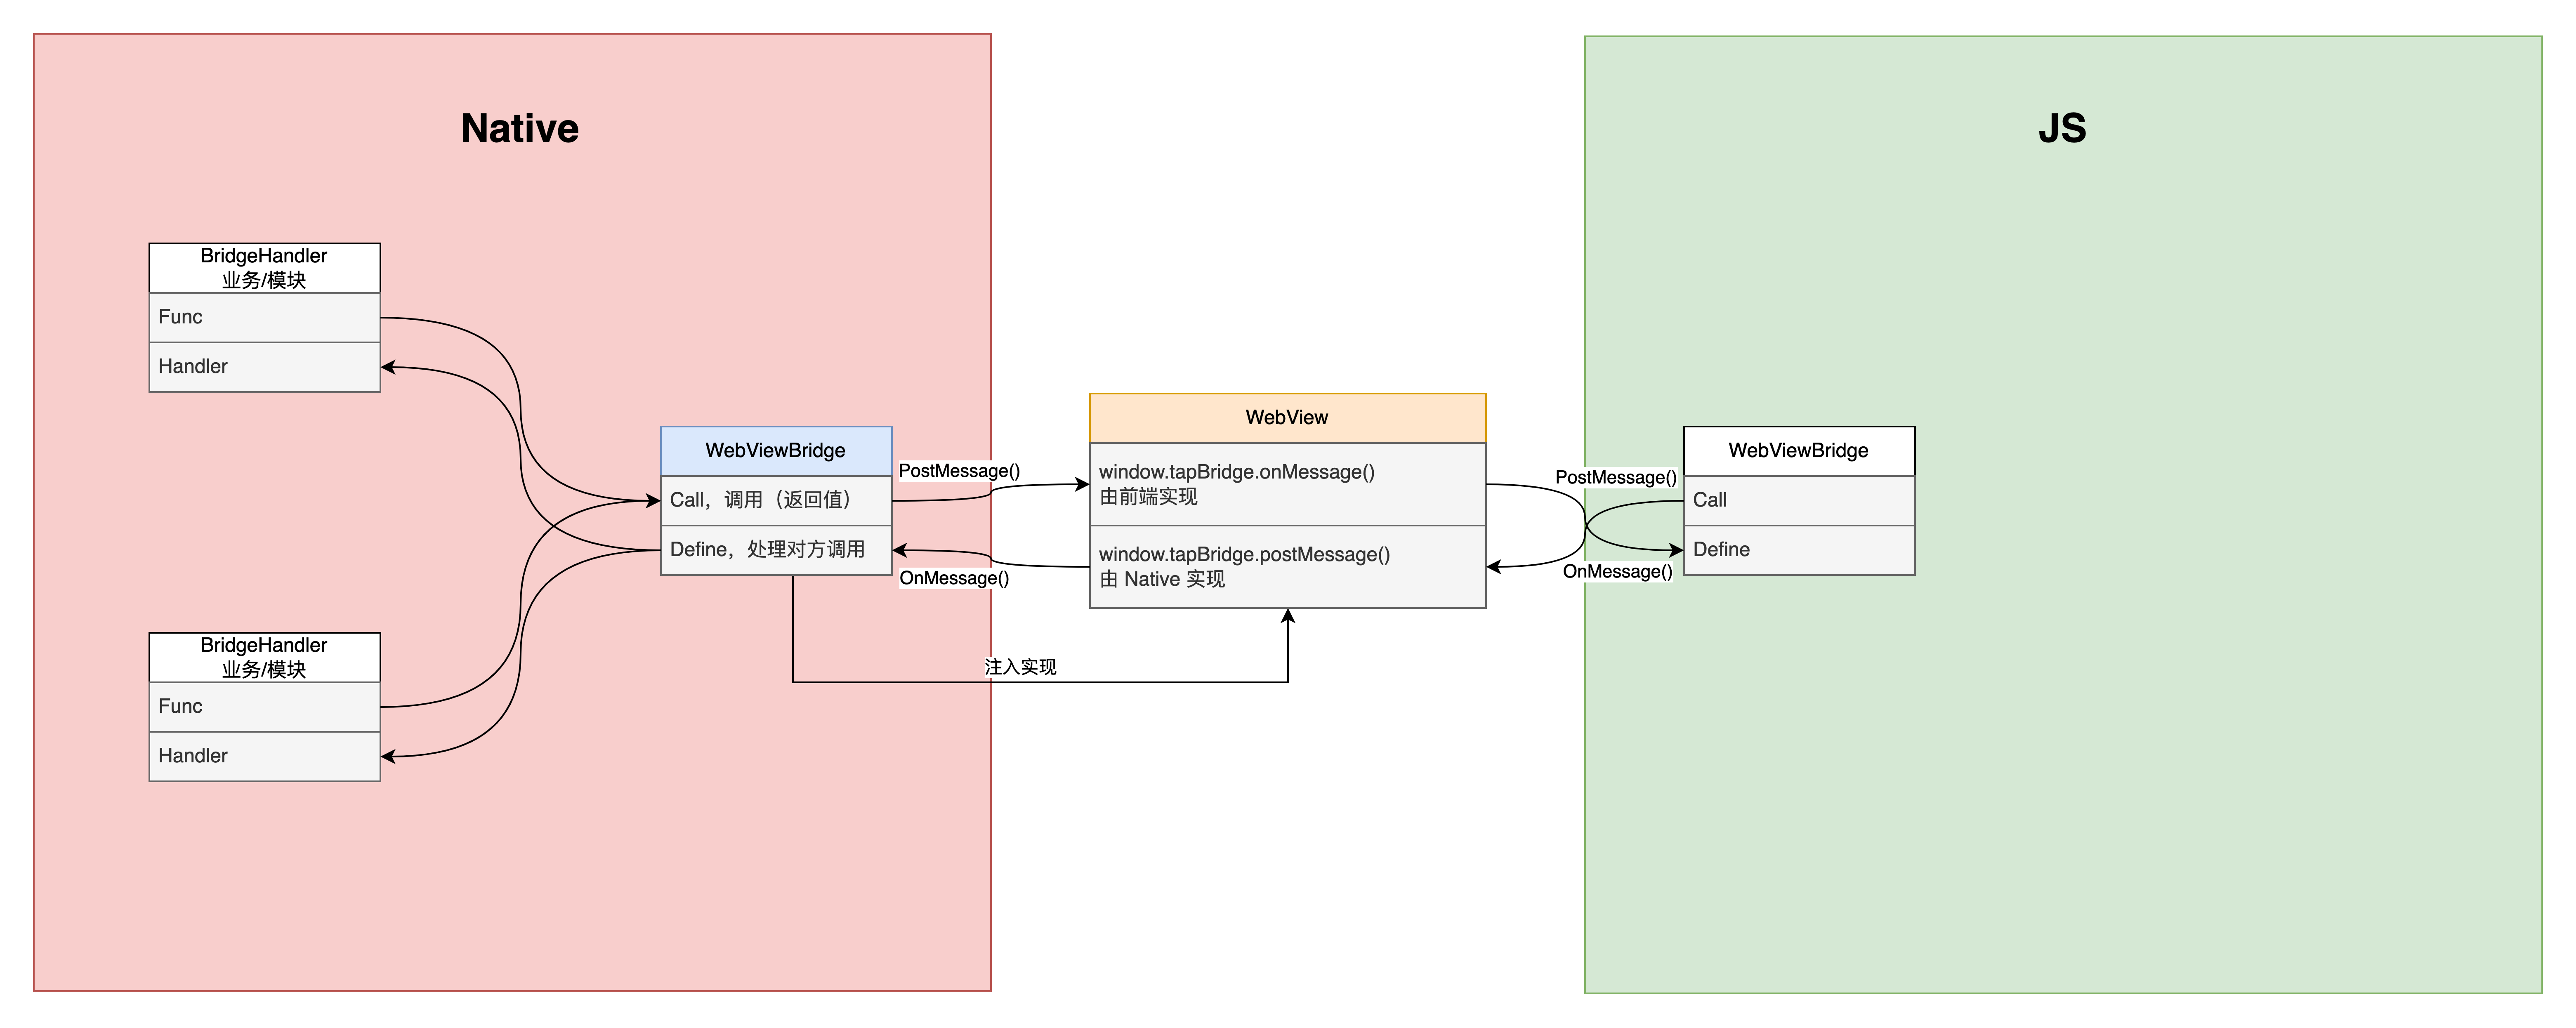 Native
JS
BridgeHandler
业务/模块
Func
Handler
WebViewBridge
Call，调用（返回值）
Define，处理对方调用
PostMessage()
OnMessage()
WebView
window.tapBridge.onMessage()
由前端实现
window.tapBridge.postMessage()
由 Native 实现
PostMessage()
OnMessage()
WebViewBridge
Call
Define
注入实现
BridgeHandler
业务/模块
Func
Handler